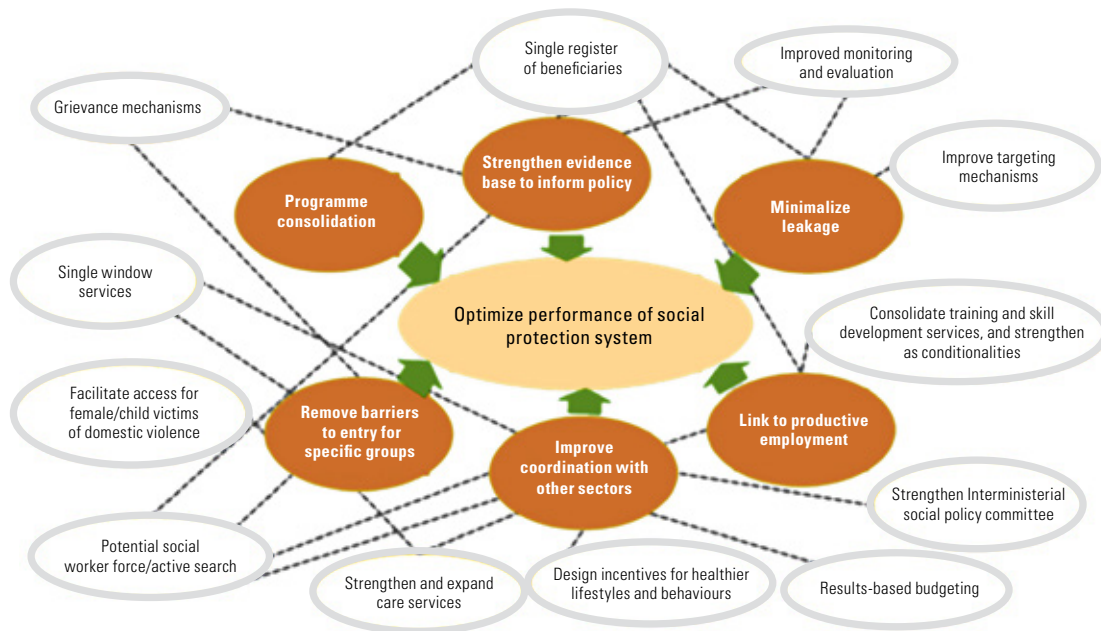 Single register
of beneficiaries
Improved monitoring
and evaluation
Grievance mechanisms
Strengthen evidence
base to inform policy
Improve targeting
mechanisms
Programme
consolidation
Minimalize
leakage
Single window
services
Optimize performance of social
protection system
Consolidate training and skill
development services, and strengthen
as conditionalities
Facilitate access for
female/child victims
of domestic violence
Remove barriers
to entry for
specific groups
Link to productive
employment
Improve
coordination with
other sectors
Strengthen Interministerial
social policy committee
Potential social
worker force/active search
Strengthen and expand
care services
Design incentives for healthier
lifestyles and behaviours
Results-based budgeting